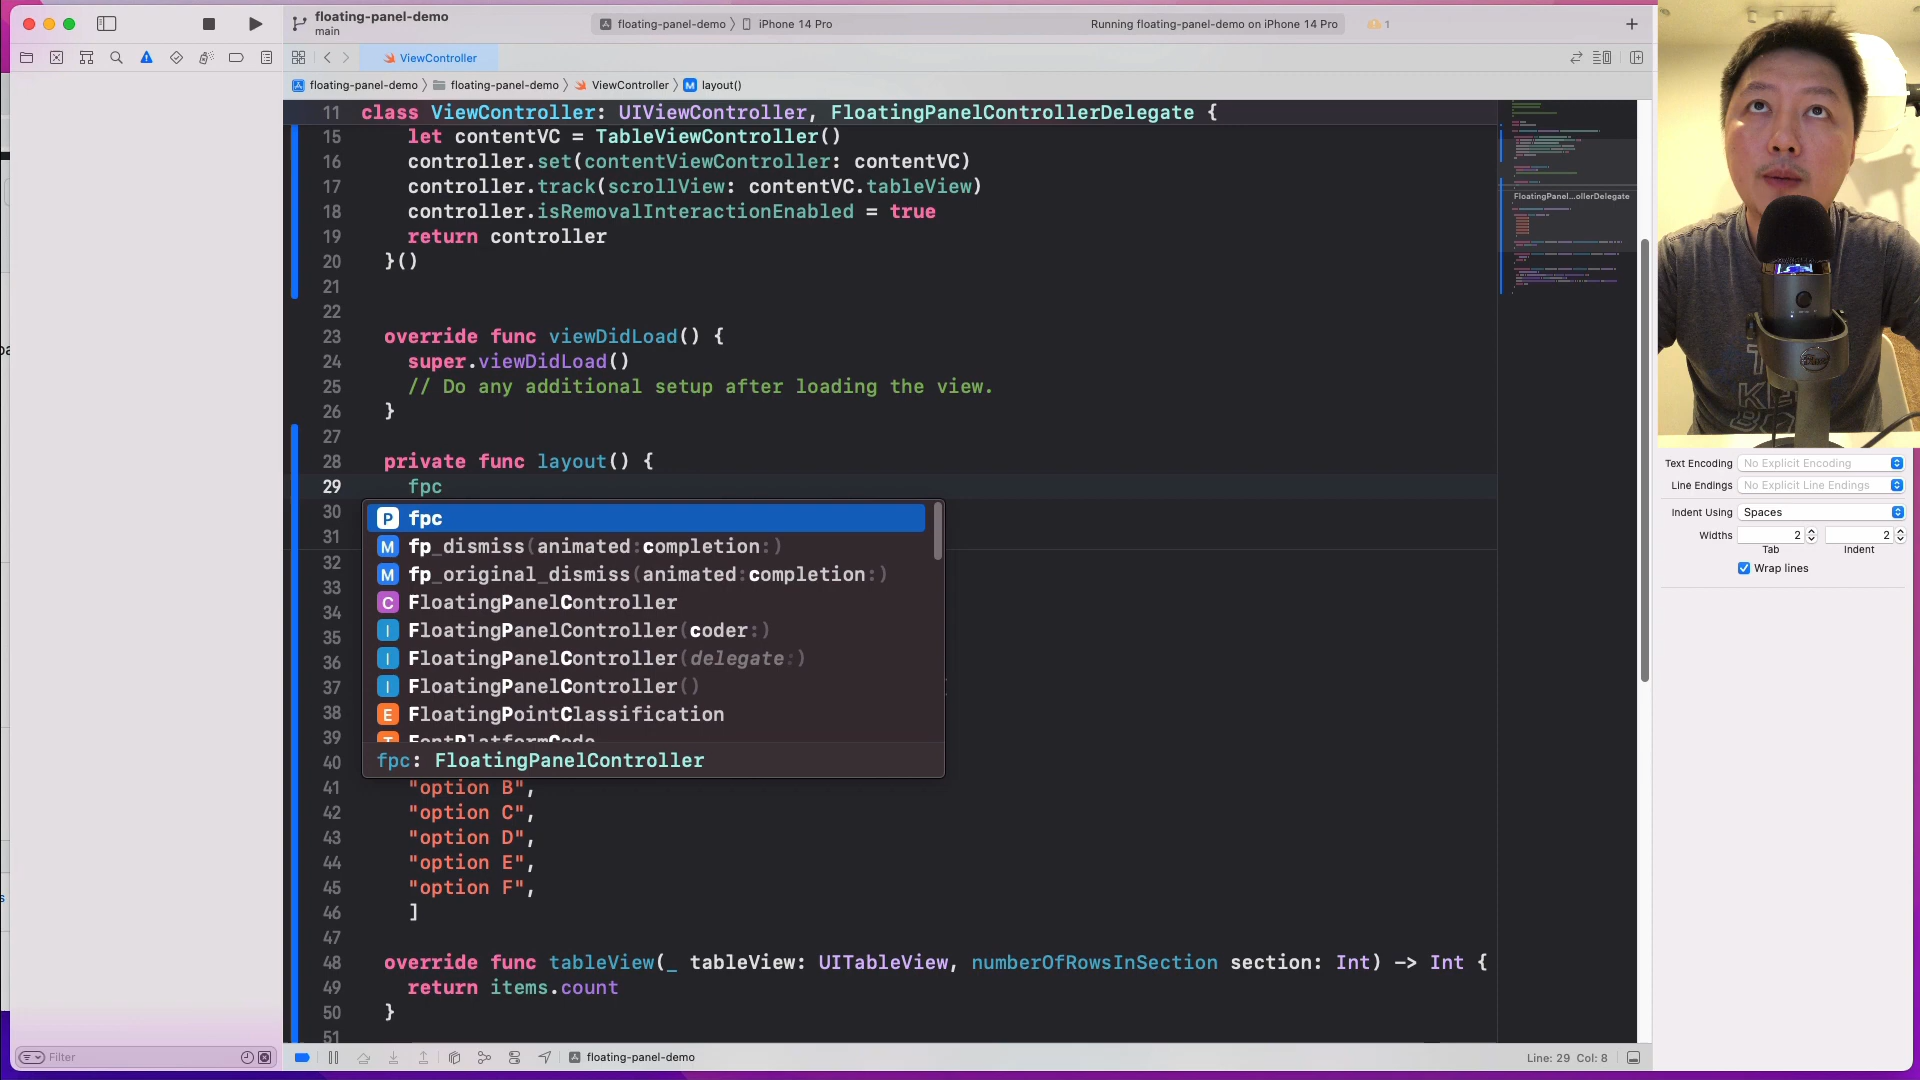 floating-panel-demo
main
floating-panel-demo
iPhone 14 Pro
Running floating-panel-demo on iPhone 14 Pro
1
ViewController
floating-panel-demo
floating-panel-demo
ViewController
M layout()
11 class ViewController: UIViewController, FloatingPanelControllerDelegate {
15 let contentVC = TableViewController()
16 controller.set(contentViewController: contentVC)
17 controller.track(scrollView: contentVC.tableView)
18 controller.isRemovalInteractionEnabled = true
19 return controller
20 }()
21
22
23 override func viewDidLoad() {
24 super.viewDidLoad()
25 // Do any additional setup after loading the view.
26 }
27
28 private func layout() {
29 fpc
30
31
32
33
34
35
36
37
38
39
40
P fpc
M fp_dismiss(animated:completion:)
M fp_original_dismiss(animated:completion:)
C FloatingPanelController
I FloatingPanelController(coder:)
I FloatingPanelController(delegate:)
I FloatingPanelController()
E FloatingPointClassification
T FontPlatformCode
fpc: FloatingPanelController
41 "option B",
42 "option C",
43 "option D",
44 "option E",
45 "option F",
46 ]
47
48 override func tableView(_ tableView: UITableView, numberOfRowsInSection section: Int) -> Int {
49 return items.count
50 }
51
FloatingPanel...ollerDelegate
Text Encoding No Explicit Encoding
Line Endings No Explicit Line Endings
Indent Using Spaces
Widths 2 2
Tab Indent
Wrap lines
Filter
floating-panel-demo
Line: 29 Col: 8